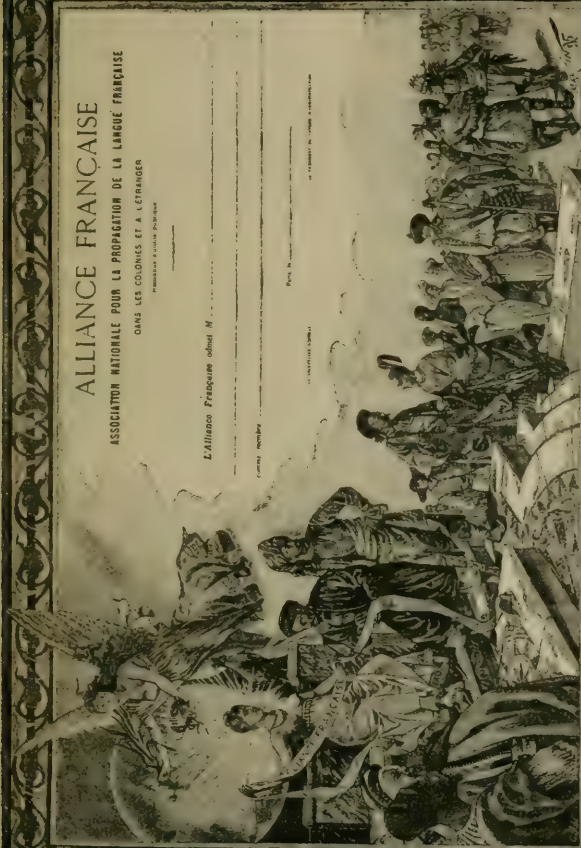 ALLIANCE FRANÇAISE
ASSOCIATION NATIONALE POUR LA PROPAGATION DE LA LANGUE FRANÇAISE
DANS LES COLONIES ET A L'ÉTRANGER
L'Alliance Française admet M
comme membre
Paris, le